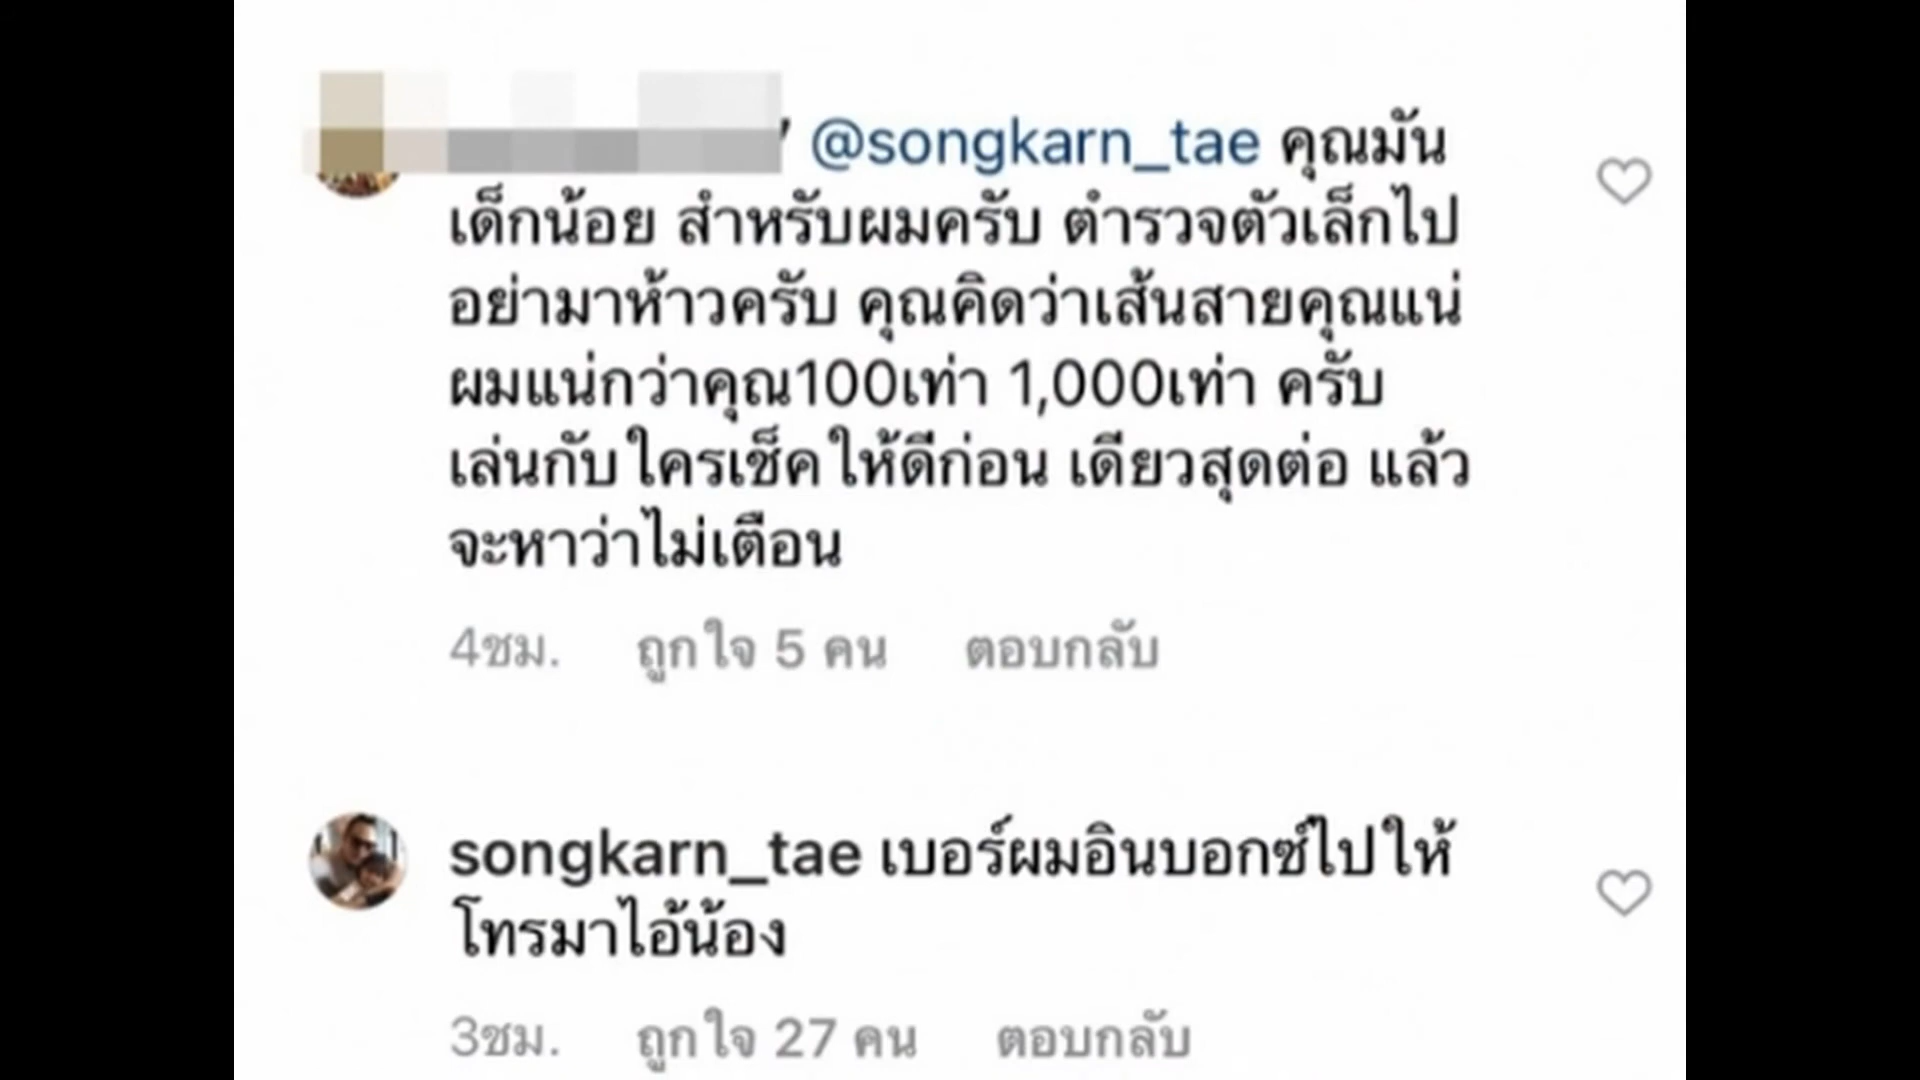 @songkarn_tae คุณมัน
เด็กน้อย สำหรับผมครับ ตำรวจตัวเล็กไป
อย่ามาห้าวครับ คุณคิดว่าเส้นสายคุณแน่
ผมแน่กว่าคุณ100เท่า 1,000เท่า ครับ
เล่นกับใครเช็คให้ดีก่อน เดียวสุดต่อ แล้ว
จะหาว่าไม่เตือน
4ชม. ถูกใจ 5 คน ตอบกลับ
songkarn_tae เบอร์ผมอินบอกซ์ไปให้
โทรมาไอ้น้อง
3ชม. ถูกใจ 27 คน ตอบกลับ